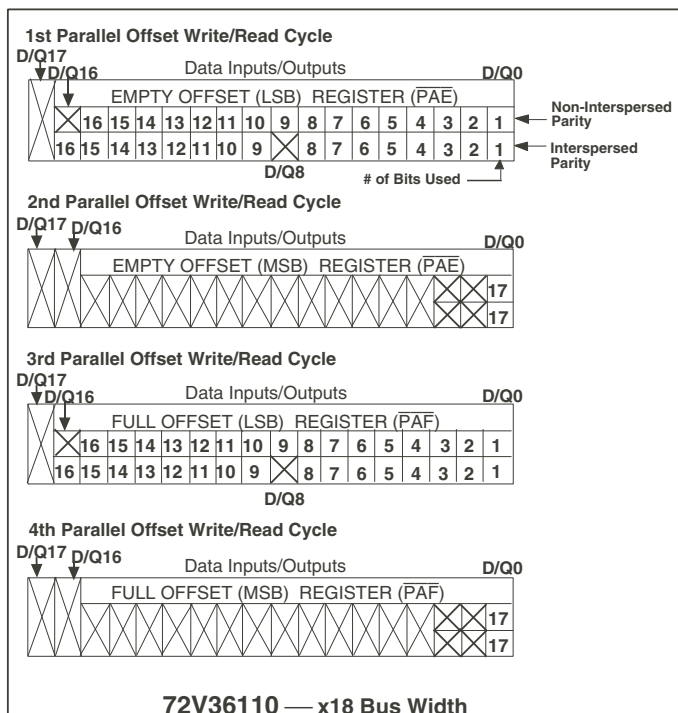 1st Parallel Offset Write/Read Cycle
D/Q17
D/Q16
Data Inputs/Outputs
D/Q0
EMPTY OFFSET (LSB) REGISTER (PAE)
16 15 14 13 12 11 10 9 8 7 6 5 4 3 2 1
Non-Interspersed
Parity
16 15 14 13 12 11 10 9 8 7 6 5 4 3 2 1
Interspersed
Parity
D/Q8
# of Bits Used
2nd Parallel Offset Write/Read Cycle
D/Q17
D/Q16
Data Inputs/Outputs
D/Q0
EMPTY OFFSET (MSB) REGISTER (PAE)
17
17
3rd Parallel Offset Write/Read Cycle
D/Q17
D/Q16
Data Inputs/Outputs
D/Q0
FULL OFFSET (LSB) REGISTER (PAF)
16 15 14 13 12 11 10 9 8 7 6 5 4 3 2 1
16 15 14 13 12 11 10 9 8 7 6 5 4 3 2 1
D/Q8
4th Parallel Offset Write/Read Cycle
D/Q17
D/Q16
Data Inputs/Outputs
D/Q0
FULL OFFSET (MSB) REGISTER (PAF)
17
17
72V36110 — x18 Bus Width